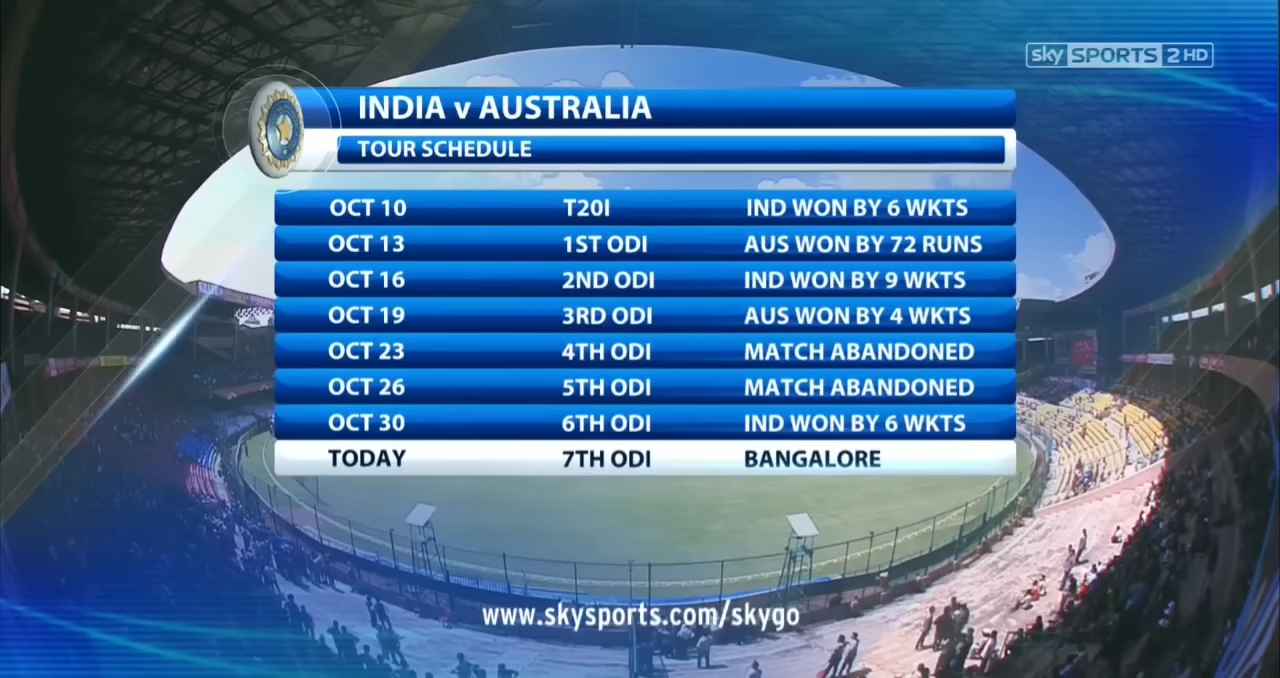 sky SPORTS 2 HD
INDIA v AUSTRALIA
TOUR SCHEDULE
OCT 10 T20I IND WON BY 6 WKTS
OCT 13 1ST ODI AUS WON BY 72 RUNS
OCT 16 2ND ODI IND WON BY 9 WKTS
OCT 19 3RD ODI AUS WON BY 4 WKTS
OCT 23 4TH ODI MATCH ABANDONED
OCT 26 5TH ODI MATCH ABANDONED
OCT 30 6TH ODI IND WON BY 6 WKTS
TODAY 7TH ODI BANGALORE
www.skysports.com/skygo